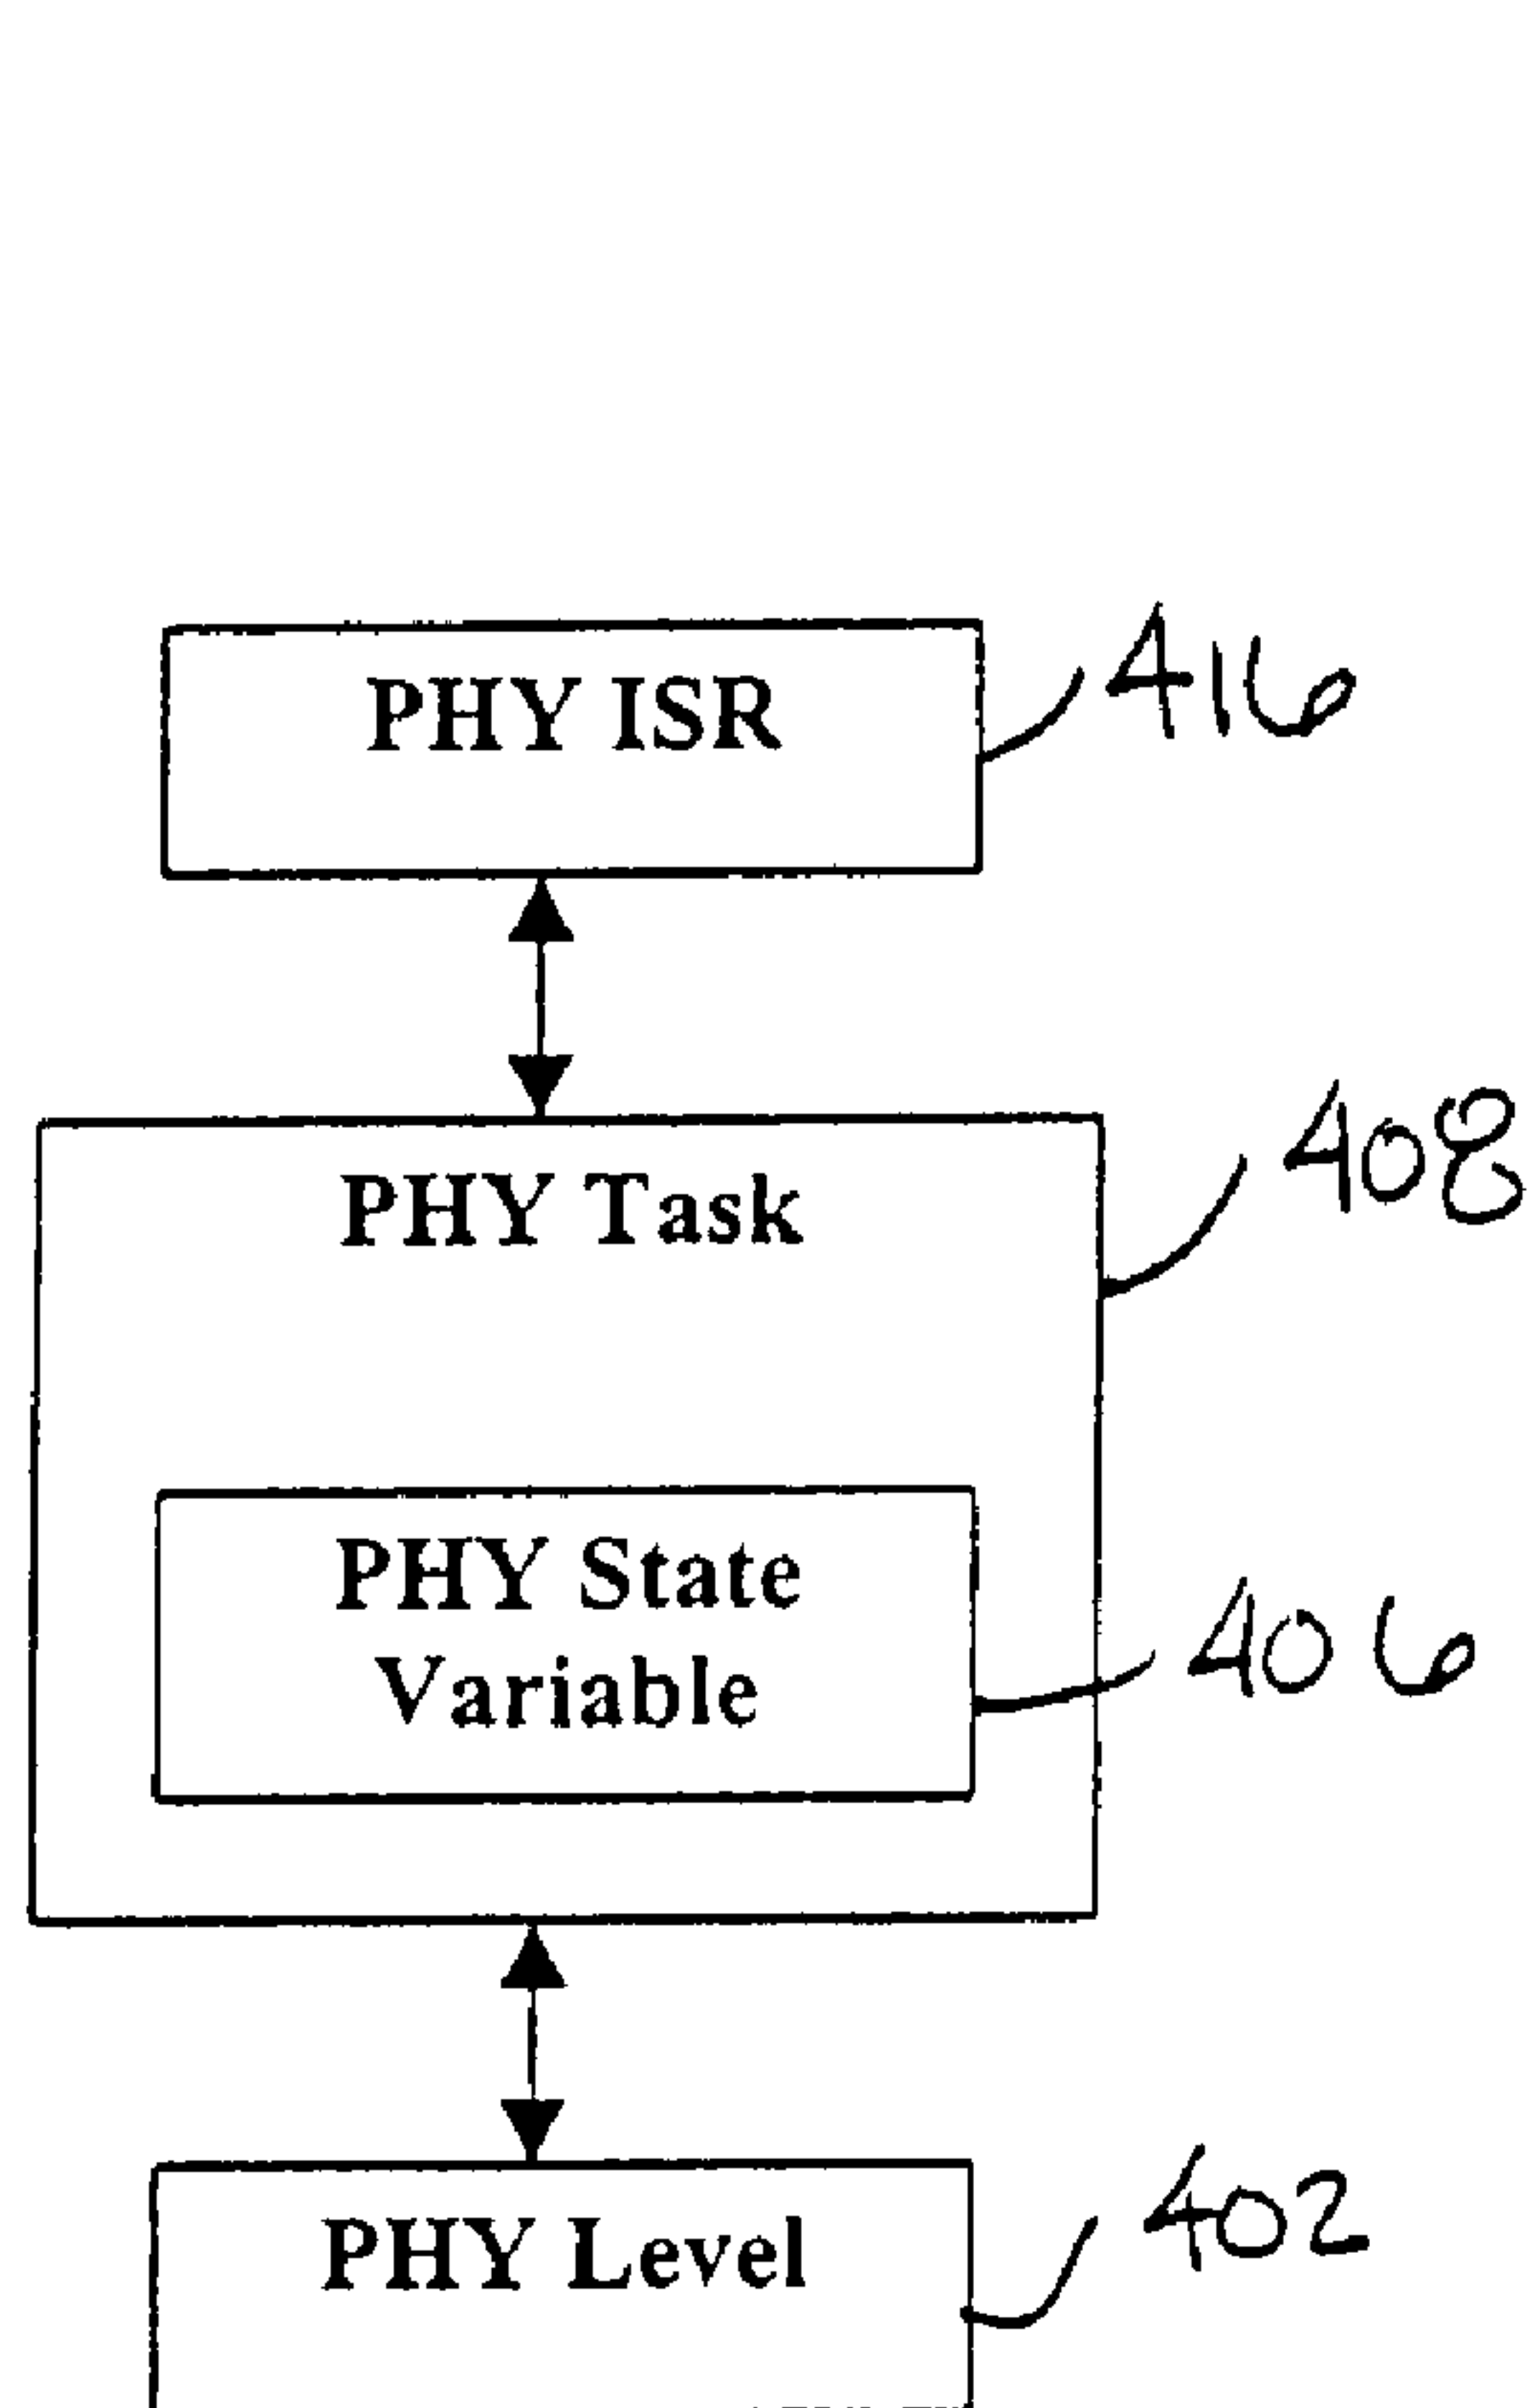 PHY ISR
416
PHY Task
408
PHY State
Variable
406
PHY Level
402